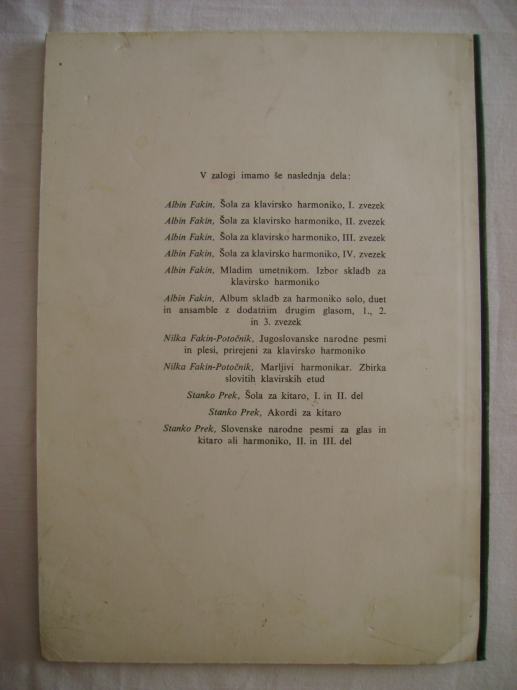 V zalogi imamo še naslednja dela:
Albin Fakin, Šola za klavirsko harmoniko, I. zvezek
Albin Fakin, Šola za klavirsko harmoniko, II. zvezek
Albin Fakin, Šola za klavirsko harmoniko, III. zvezek
Albin Fakin, Šola za klavirsko harmoniko, IV. zvezek
Albin Fakin, Mladim umetnikom. Izbor skladb za
klavirsko harmoniko
Albin Fakin, Album skladb za harmoniko solo, duet
in ansamble z dodatnim drugim glasom, 1., 2.
in 3. zvezek
Nilka Fakin-Potočnik, Jugoslovanske narodne pesmi
in plesi, prirejeni za klavirsko harmoniko
Nilka Fakin-Potočnik, Marljivi harmonikar. Zbirka
slovitih klavirskih etud
Stanko Prek, Šola za kitaro, I. in II. del
Stanko Prek, Akordi za kitaro
Stanko Prek, Slovenske narodne pesmi za glas in
kitaro ali harmoniko, II. in III. del